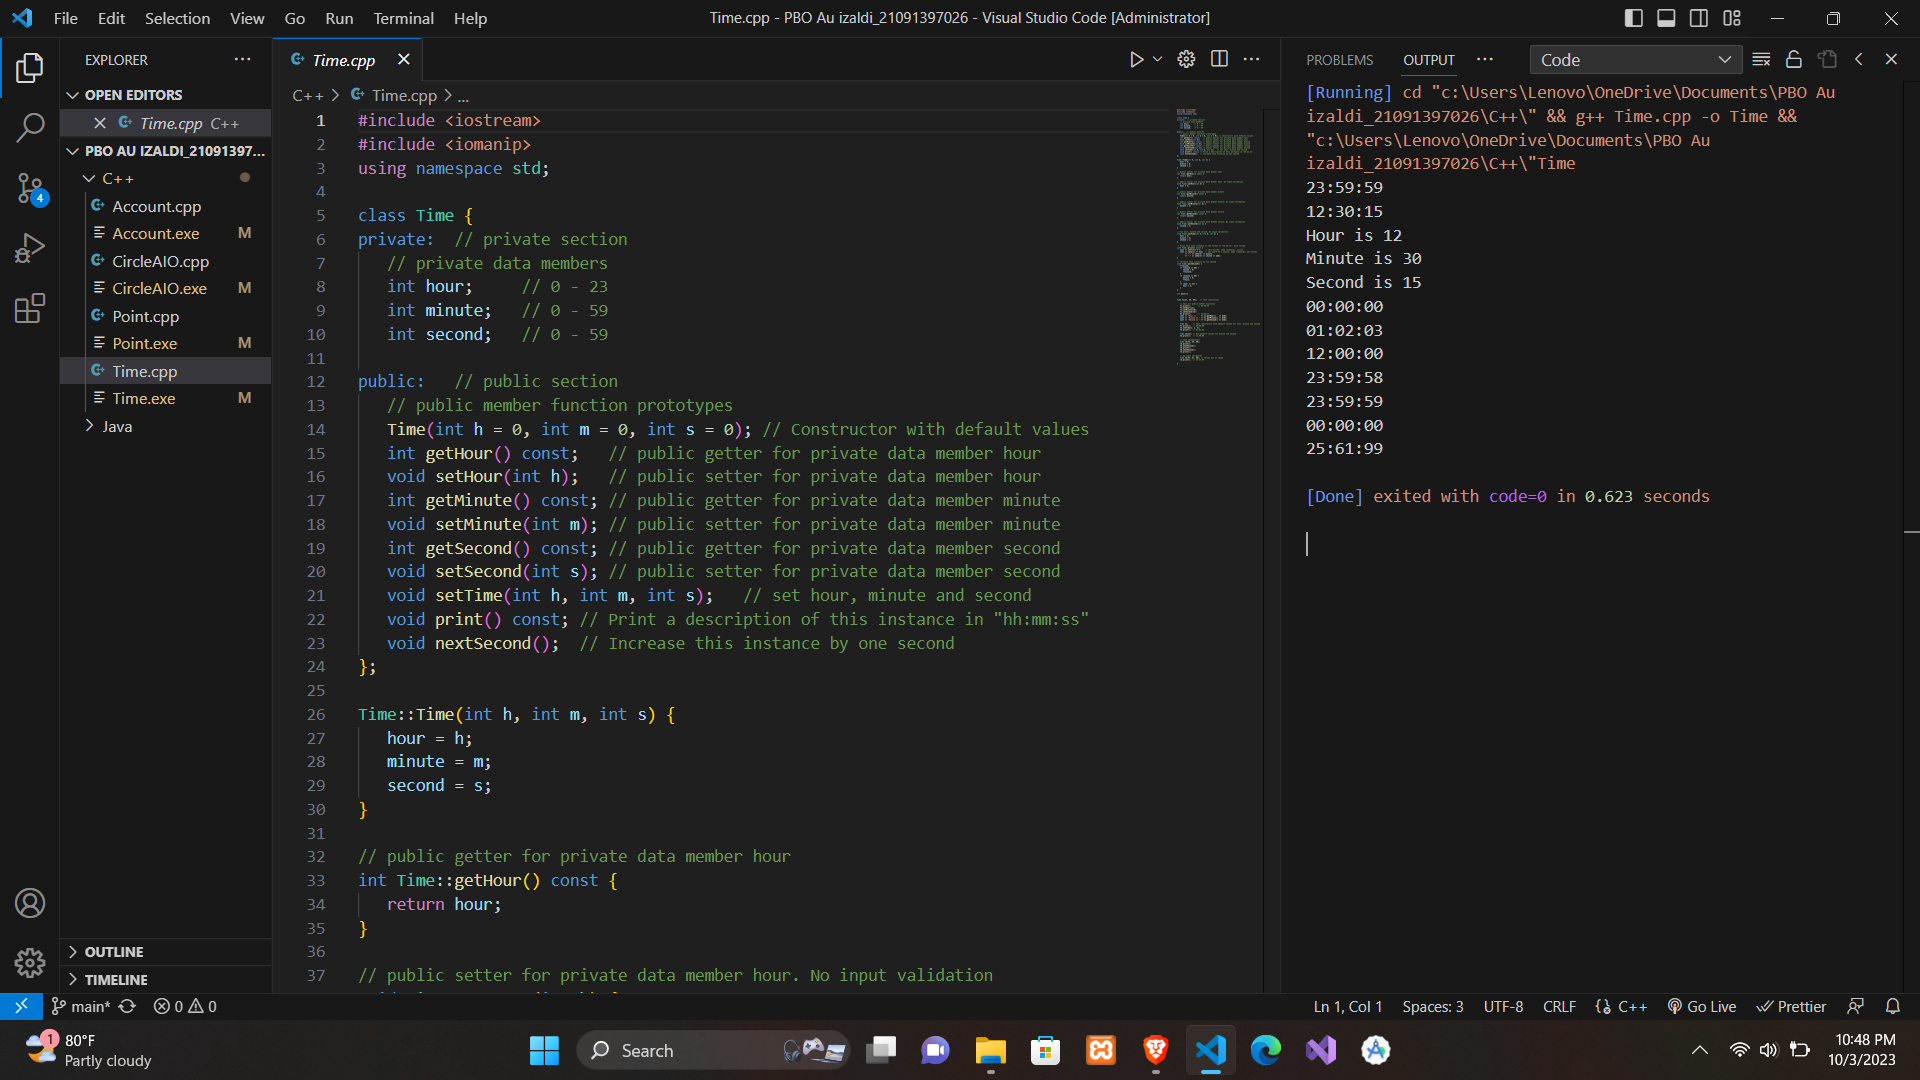 File Edit Selection View Go Run Terminal Help
Time.cpp - PBO Au izaldi_21091397026 - Visual Studio Code [Administrator]
EXPLORER
OPEN EDITORS
Time.cpp C++
PBO AU IZALDI_21091397...
C++
Account.cpp
Account.exe M
CircleAIO.cpp
CircleAIO.exe M
Point.cpp
Point.exe M
Time.cpp
Time.exe M
Java
OUTLINE
TIMELINE
4
Time.cpp
C++ > Time.cpp > ...
1 #include <iostream>
2 #include <iomanip>
3 using namespace std;
4
5 class Time {
6 private:  // private section
7    // private data members
8    int hour;     // 0 - 23
9    int minute;   // 0 - 59
10    int second;   // 0 - 59
11
12 public:   // public section
13    // public member function prototypes
14    Time(int h = 0, int m = 0, int s = 0); // Constructor with default values
15    int getHour() const;   // public getter for private data member hour
16    void setHour(int h);   // public setter for private data member hour
17    int getMinute() const; // public getter for private data member minute
18    void setMinute(int m); // public setter for private data member minute
19    int getSecond() const; // public getter for private data member second
20    void setSecond(int s); // public setter for private data member second
21    void setTime(int h, int m, int s);   // set hour, minute and second
22    void print() const; // Print a description of this instance in "hh:mm:ss"
23    void nextSecond();  // Increase this instance by one second
24 };
25
26 Time::Time(int h, int m, int s) {
27    hour = h;
28    minute = m;
29    second = s;
30 }
31
32 // public getter for private data member hour
33 int Time::getHour() const {
34    return hour;
35 }
36
37 // public setter for private data member hour. No input validation
PROBLEMS OUTPUT ... Code
[Running] cd "c:\Users\Lenovo\OneDrive\Documents\PBO Au
izaldi_21091397026\C++\" && g++ Time.cpp -o Time &&
"c:\Users\Lenovo\OneDrive\Documents\PBO Au
izaldi_21091397026\C++\"Time
23:59:59
12:30:15
Hour is 12
Minute is 30
Second is 15
00:00:00
01:02:03
12:00:00
23:59:58
23:59:59
00:00:00
25:61:99
[Done] exited with code=0 in 0.623 seconds
main* 0 0
Ln 1, Col 1 Spaces: 3 UTF-8 CRLF C++ Go Live Prettier
1
80°F
Partly cloudy
Search
10:48 PM
10/3/2023